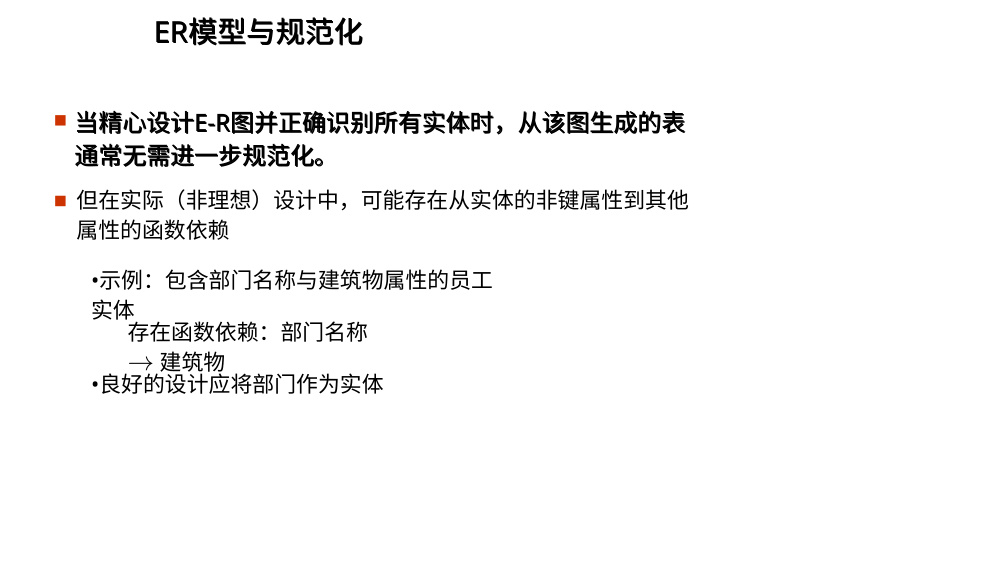 ER模型与规范化
当精心设计E-R图并正确识别所有实体时，从该图生成的表
通常无需进一步规范化。
但在实际（非理想）设计中，可能存在从实体的非键属性到其他
属性的函数依赖
•示例：包含部门名称与建筑物属性的员工
实体
存在函数依赖：部门名称
→ 建筑物
•良好的设计应将部门作为实体